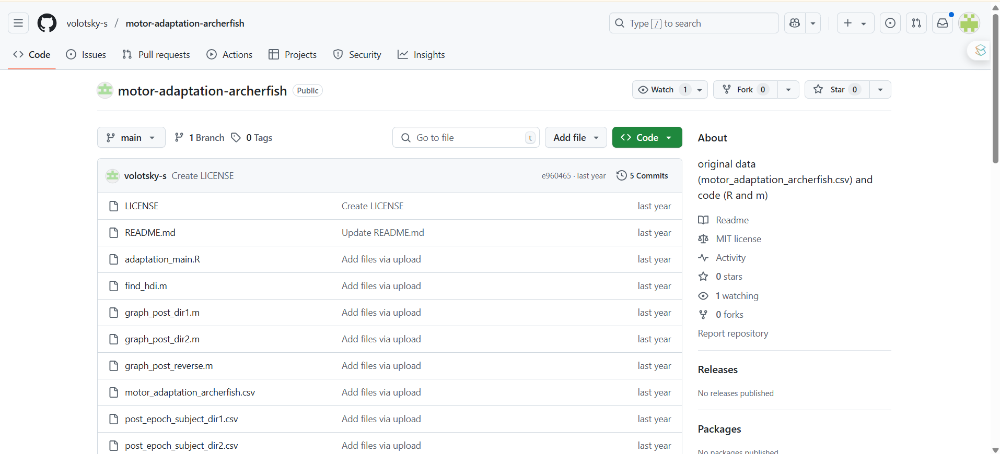 volotsky-s / motor-adaptation-archerfish
Type / to search
Code
Issues
Pull requests
Actions
Projects
Security
Insights
motor-adaptation-archerfish
Public
Watch 1
Fork 0
Star 0
main
1 Branch
0 Tags
Go to file
t
Add file
Code
volotsky-s Create LICENSE e960465 · last year 5 Commits
LICENSE Create LICENSE last year
README.md Update README.md last year
adaptation_main.R Add files via upload last year
find_hdi.m Add files via upload last year
graph_post_dir1.m Add files via upload last year
graph_post_dir2.m Add files via upload last year
graph_post_reverse.m Add files via upload last year
motor_adaptation_archerfish.csv Add files via upload last year
post_epoch_subject_dir1.csv Add files via upload last year
post_epoch_subject_dir2.csv Add files via upload last year
About
original data
(motor_adaptation_archerfish.csv) and
code (R and m)
Readme
MIT license
Activity
0 stars
1 watching
0 forks
Report repository
Releases
No releases published
Packages
No packages published